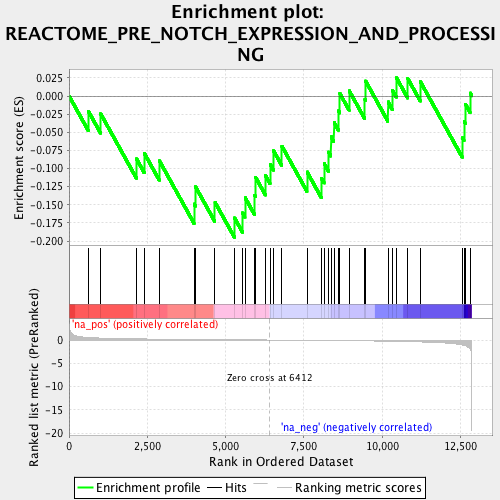 Enrichment plot:
REACTOME_PRE_NOTCH_EXPRESSION_AND_PROCESSI
NG
Enrichment score (ES)
0.025
0.000
-0.025
-0.050
-0.075
-0.100
-0.125
-0.150
-0.175
-0.200
'na_pos' (positively correlated)
Ranked list metric (PreRanked)
0
-5
-10
-15
-20
Zero cross at 6412
'na_neg' (negatively correlated)
0 2,500 5,000 7,500 10,000 12,500
Rank in Ordered Dataset
Enrichment profile Hits Ranking metric scores